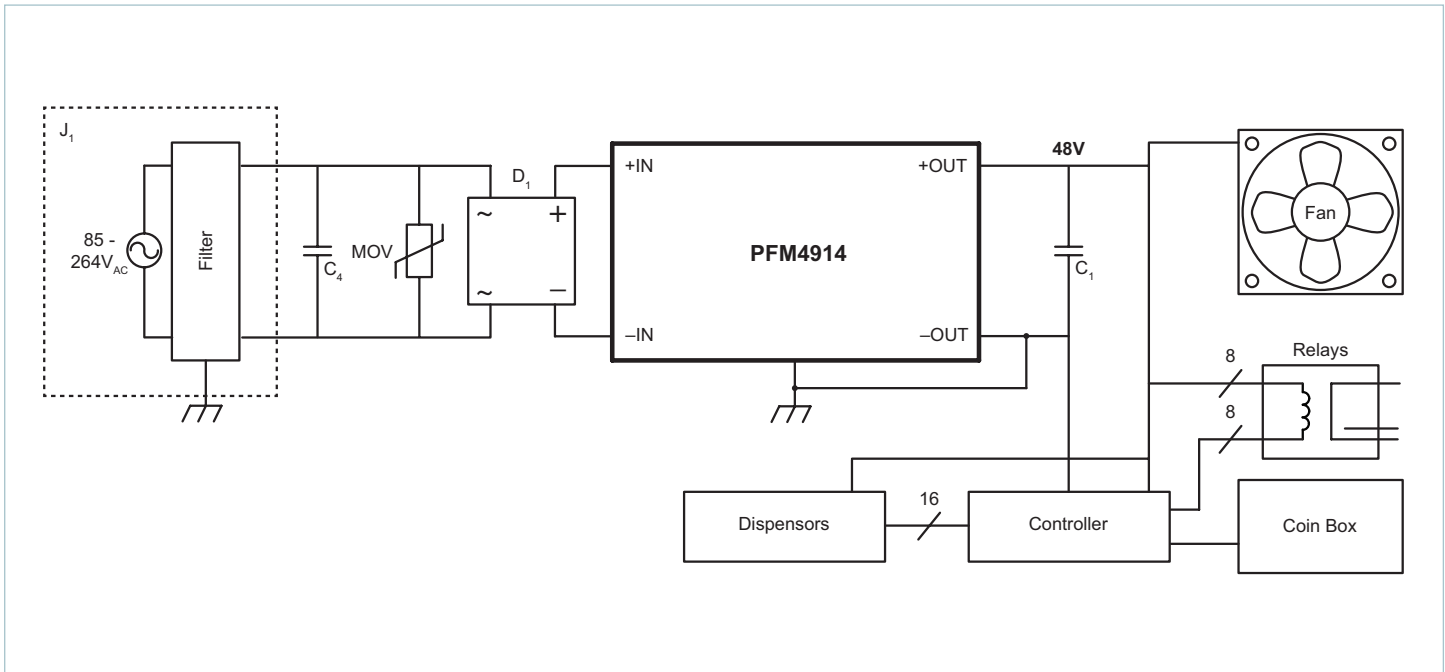 J1
85 -
264VAC
Filter
C4
MOV
D1
~
+
~
–
+IN
–IN
PFM4914
+OUT
–OUT
48V
C1
Fan
8
Relays
8
Dispensors
16
Controller
Coin Box